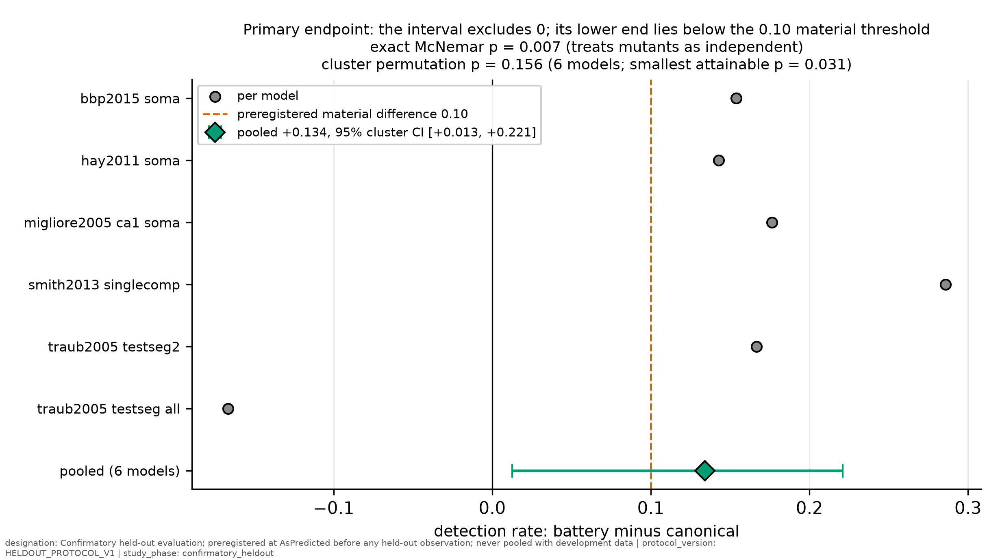 Primary endpoint: the interval excludes 0; its lower end lies below the 0.10 material threshold
exact McNemar p = 0.007 (treats mutants as independent)
cluster permutation p = 0.156 (6 models; smallest attainable p = 0.031)
per model
preregistered material difference 0.10
pooled +0.134, 95% cluster CI [+0.013, +0.221]
bbp2015 soma
hay2011 soma
migliore2005 ca1 soma
smith2013 singlecomp
traub2005 testseg2
traub2005 testseg all
pooled (6 models)
−0.1 0.0 0.1 0.2 0.3
detection rate: battery minus canonical
designation: Confirmatory held-out evaluation; preregistered at AsPredicted before any held-out observation; never pooled with development data | protocol_version:
HELDOUT_PROTOCOL_V1 | study_phase: confirmatory_heldout